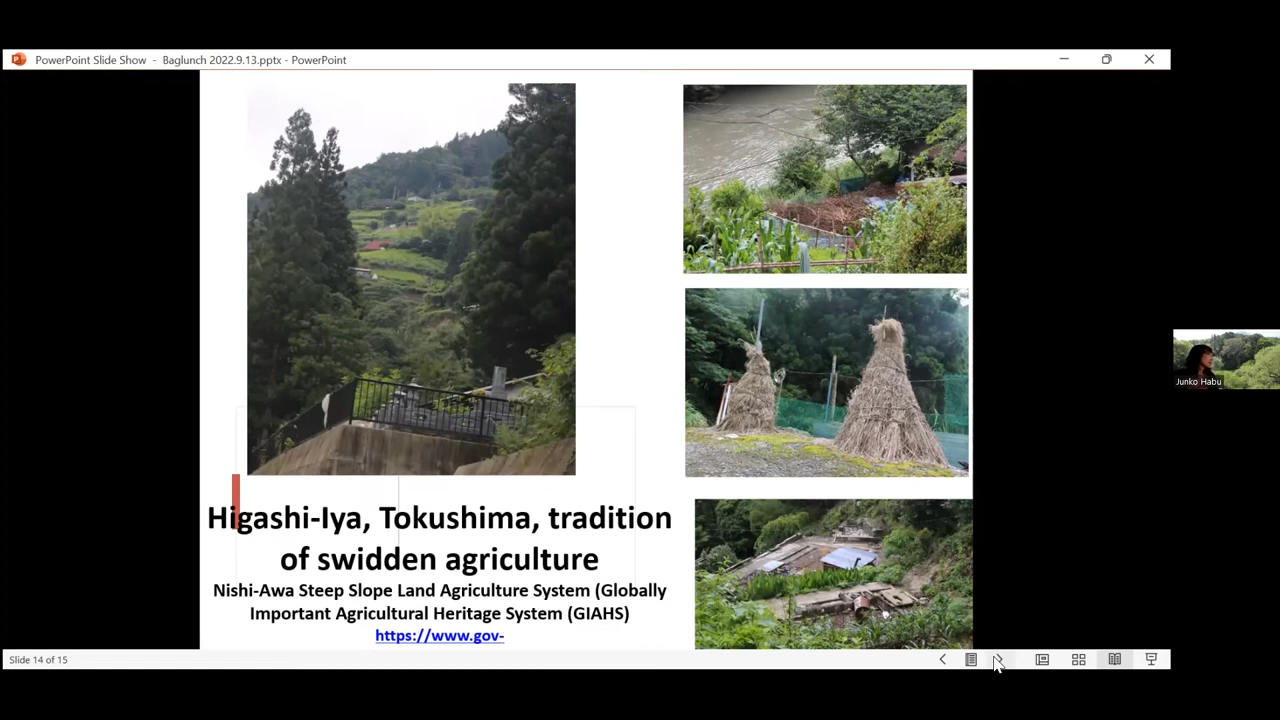 PowerPoint Slide Show - Baglunch 2022.9.13.pptx - PowerPoint
Higashi-Iya, Tokushima, tradition
of swidden agriculture
Nishi-Awa Steep Slope Land Agriculture System (Globally
Important Agricultural Heritage System (GIAHS)
https://www.gov-
Junko Habu
Slide 14 of 15